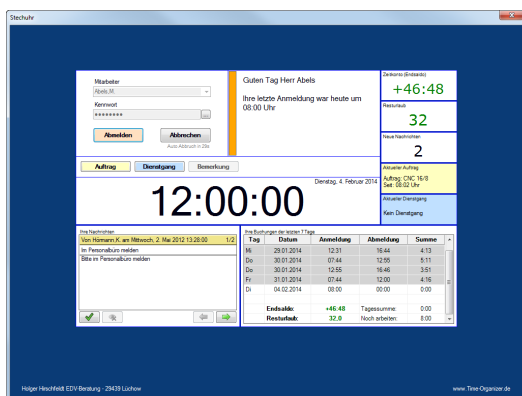 Stechuhr
Mitarbeiter
Abels,M.
Kennwort
********
...
Abmelden
Abbrechen
Auto.Abbruch in 28s
Guten Tag Herr Abels
Ihre letzte Anmeldung war heute um
08:00 Uhr
Zeitkonto (Endsaldo)
+46:48
Resturlaub
32
Neue Nachrichten
2
Auftrag
Dienstgang
Bemerkung
Aktueller Auftrag
Auftrag: CNC 16/8
Seit: 08:02 Uhr
Dienstag, 4. Februar 2014
12:00:00
Aktueller Dienstgang
Kein Dienstgang
Ihre Nachrichten
Von Hörmann,K. am Mittwoch, 2. Mai 2012 13:28:00 1/2
Im Personalbüro melden
Bitte im Personalbüro melden
Ihre Buchungen der letzten 7 Tage
Tag Datum Anmeldung Abmeldung Summe
Mi 29.01.2014 12:31 16:44 4:13
Do 30.01.2014 07:44 12:55 5:11
Do 30.01.2014 12:55 16:46 3:51
Fr 31.01.2014 07:44 12:00 4:16
Di 04.02.2014 08:00 00:00 0:00
Endsaldo: +46:48 Tagessumme: 0:00
Resturlaub: 32,0 Noch arbeiten: 8:00
Holger Hirschfeldt EDV-Beratung - 29439 Lüchow
www.Time-Organizer.de